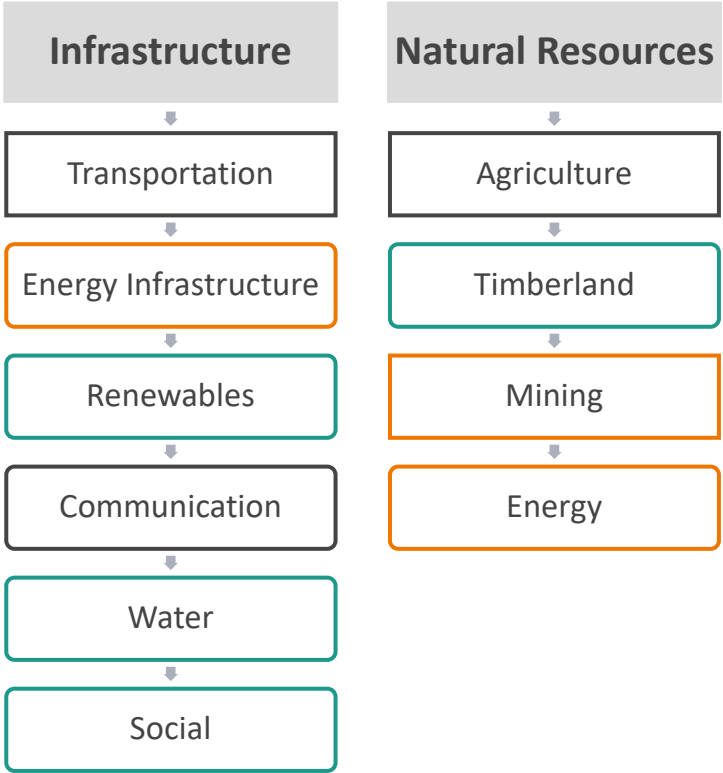 Infrastructure
Transportation
Energy Infrastructure
Renewables
Communication
Water
Social
Natural Resources
Agriculture
Timberland
Mining
Energy